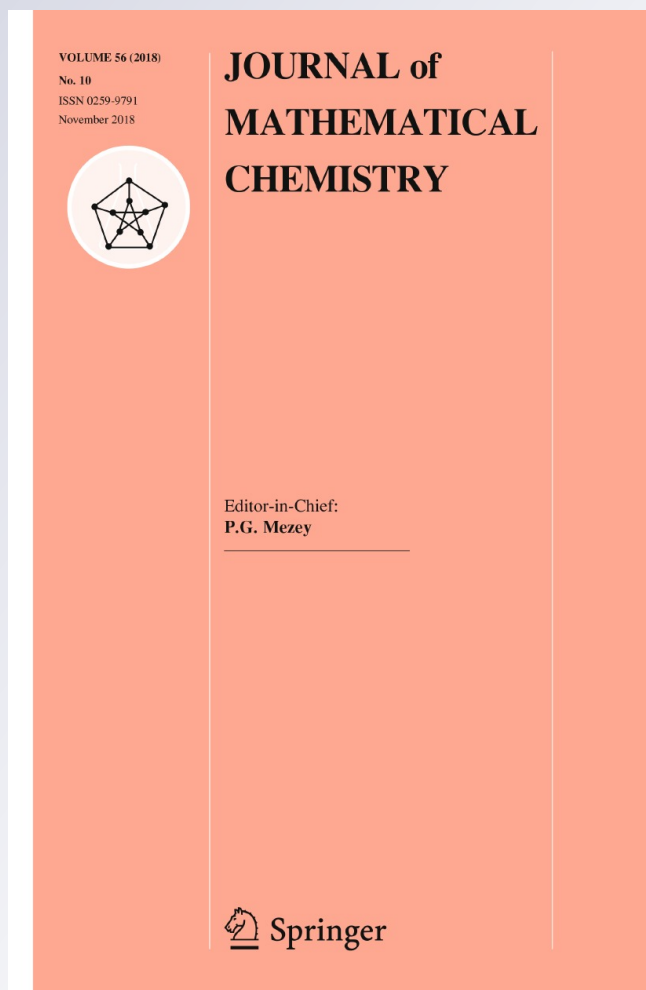 VOLUME 56 (2018)
No. 10
ISSN 0259-9791
November 2018
JOURNAL of
MATHEMATICAL
CHEMISTRY
Editor-in-Chief:
P.G. Mezey
Springer